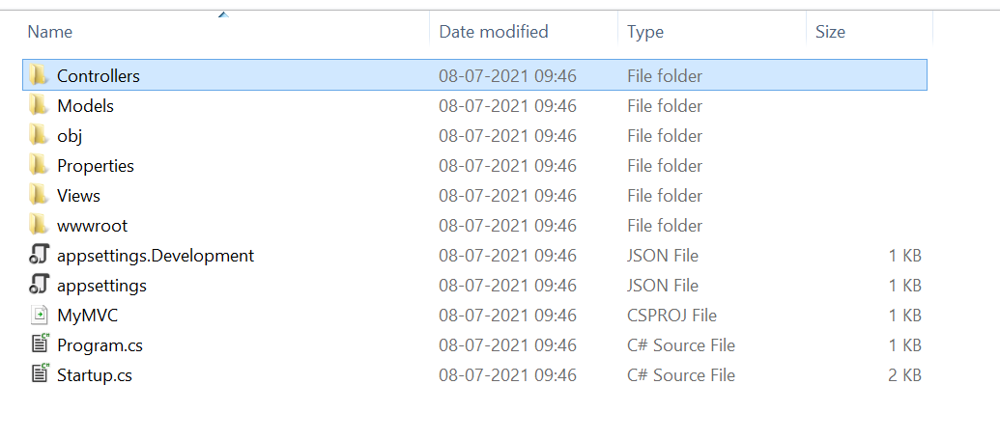 Name Date modified Type Size
Controllers 08-07-2021 09:46 File folder
Models 08-07-2021 09:46 File folder
obj 08-07-2021 09:46 File folder
Properties 08-07-2021 09:46 File folder
Views 08-07-2021 09:46 File folder
wwwroot 08-07-2021 09:46 File folder
appsettings.Development 08-07-2021 09:46 JSON File 1 KB
appsettings 08-07-2021 09:46 JSON File 1 KB
MyMVC 08-07-2021 09:46 CSPROJ File 1 KB
Program.cs 08-07-2021 09:46 C# Source File 1 KB
Startup.cs 08-07-2021 09:46 C# Source File 2 KB